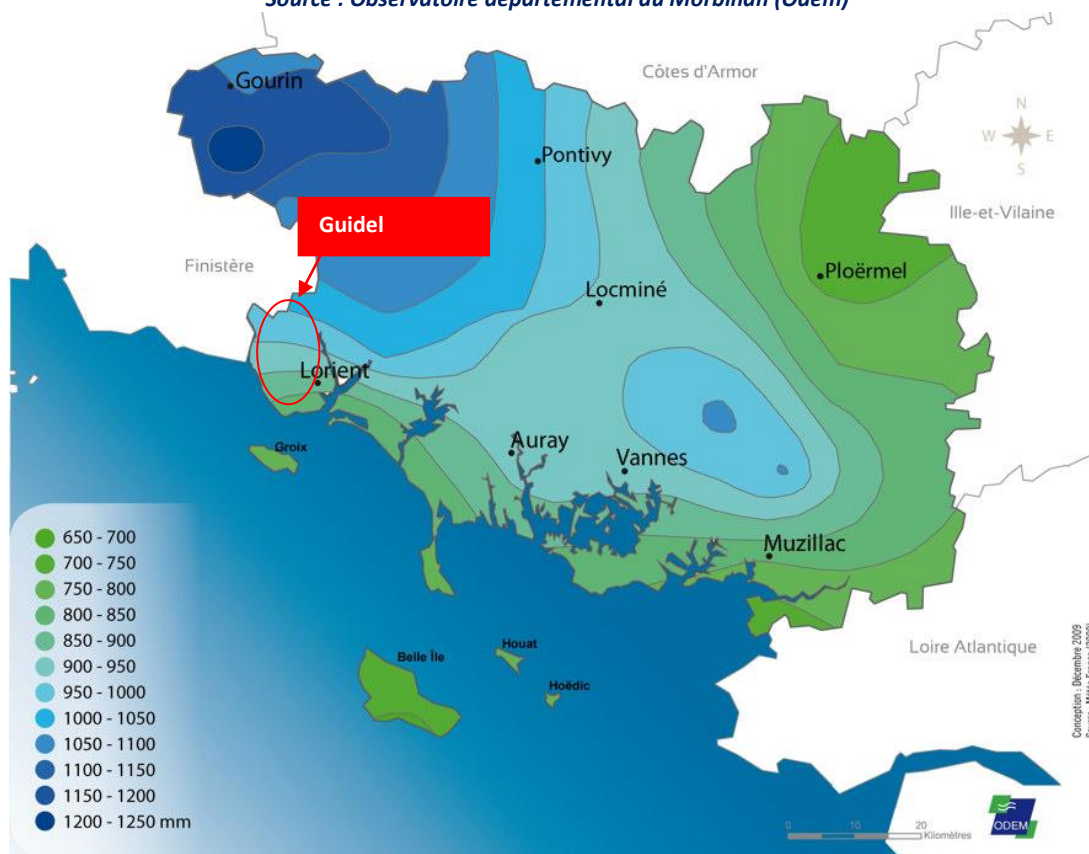 Source : Observatoire départemental du Morbihan (Odem)
Côtes d'Armor
Gourin
N
W E
S
Pontivy
Ille-et-Vilaine
Guidel
Finistère
Ploërmel
Locminé
Lorient
Auray
Groix
Vannes
Muzillac
650 - 700
700 - 750
750 - 800
800 - 850
850 - 900
900 - 950
950 - 1000
1000 - 1050
1050 - 1100
1100 - 1150
1150 - 1200
1200 - 1250 mm
Houat
Belle Île
Hoëdic
Loire Atlantique
Conception : Décembre 2009
0 10 20
Kilomètres
ODEM